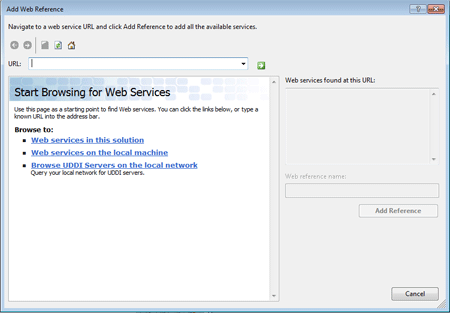 Add Web Reference
Navigate to a web service URL and click Add Reference to add all the available services.
URL:
Start Browsing for Web Services
Use this page as a starting point to find Web services. You can click the links below, or type a
known URL into the address bar.
Browse to:
Web services in this solution
Web services on the local machine
Browse UDDI Servers on the local network
Query your local network for UDDI servers.
Web services found at this URL:
Web reference name:
Add Reference
Cancel